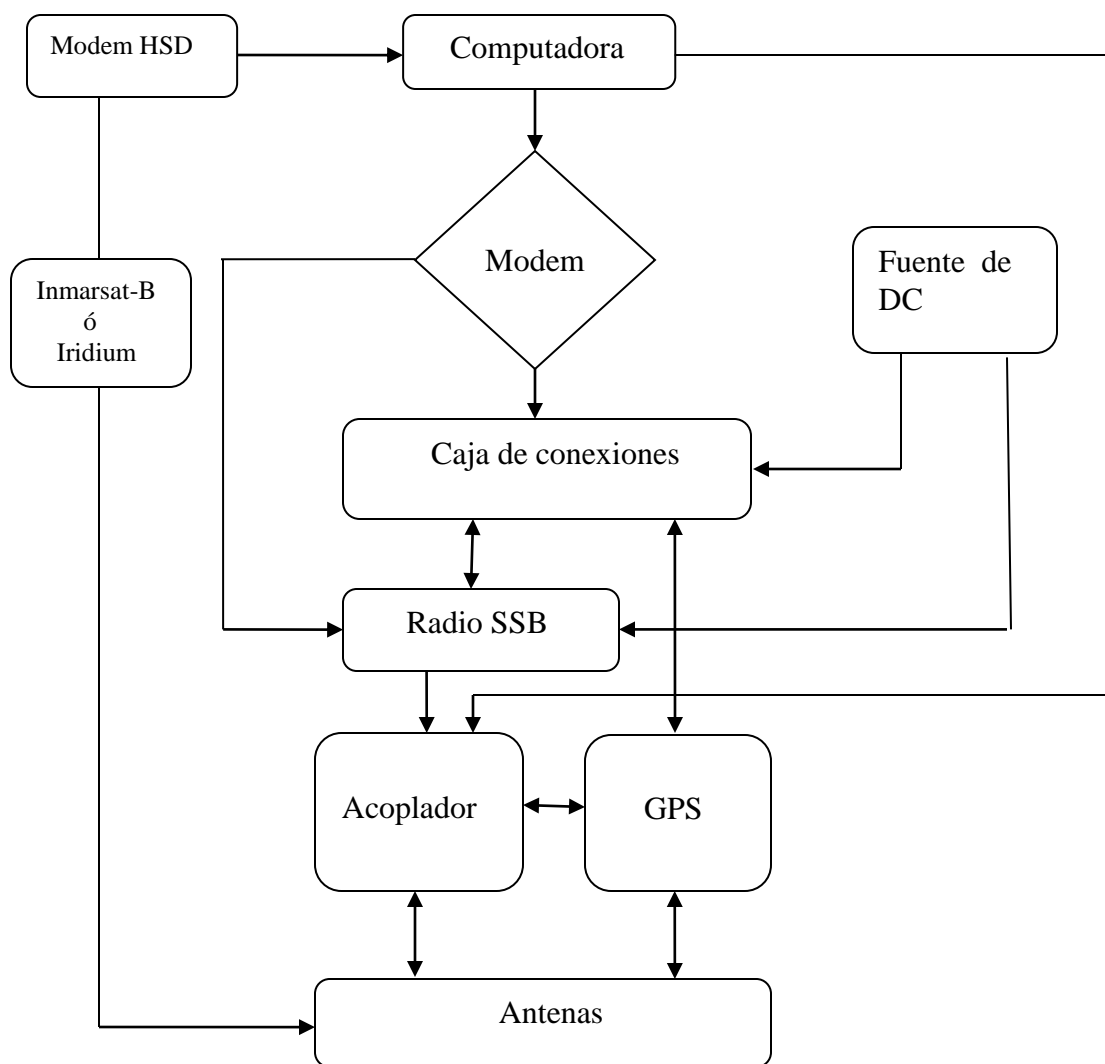 Modem HSD
Computadora
Modem
Fuente de
DC
Inmarsat-B
ó
Iridium
Caja de conexiones
Radio SSB
Acoplador
GPS
Antenas